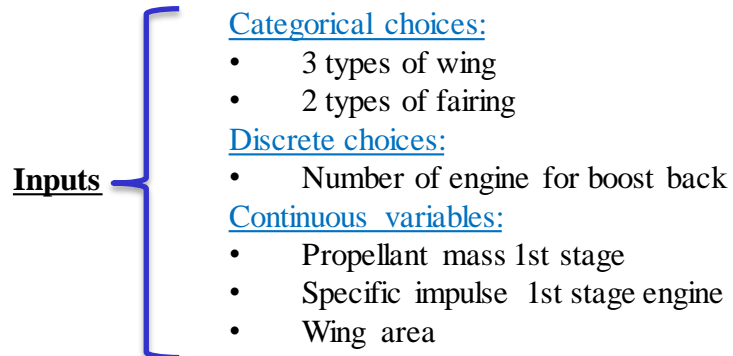 Categorical choices:
• 3 types of wing
• 2 types of fairing
Discrete choices:
• Number of engine for boost back
Inputs
Continuous variables:
• Propellant mass 1st stage
• Specific impulse 1st stage engine
• Wing area